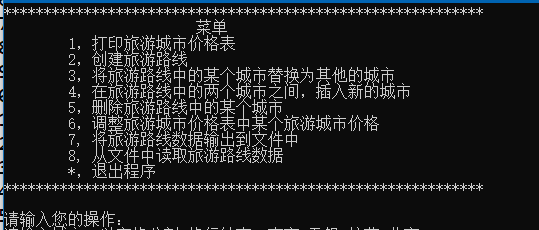 ************************************************************
菜单
1, 打印旅游城市价格表
2, 创建旅游路线
3, 将旅游路线中的某个城市替换为其他的城市
4, 在旅游路线中的两个城市之间, 插入新的城市
5, 删除旅游路线中的某个城市
6, 调整旅游城市价格表中某个旅游城市价格
7, 将旅游路线数据输出到文件中
8, 从文件中读取旅游路线数据
*, 退出程序
************************************************************
请输入您的操作: